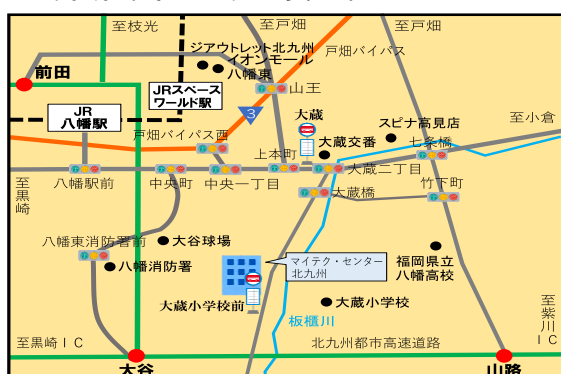 至枝光
至戸畑
至戸畑
ジアウトレット北九州
イオンモール
八幡東
戸畑バイパス
前田
JRスペース
ワールド駅
山王
JR
八幡駅
3
大蔵
スピナ高見店
至小倉
戸畑バイパス西
大蔵交番
七条橋
上本町
大蔵二丁目
至黒崎
八幡駅前
中央町
中央一丁目
大蔵橋
竹下町
八幡東消防署前
大谷球場
マイテク・センター
北九州
福岡県立
八幡高校
八幡消防署
大蔵小学校前
大蔵小学校
板櫃川
至紫川IC
至黒崎IC
北九州都市高速道路
大谷
山路